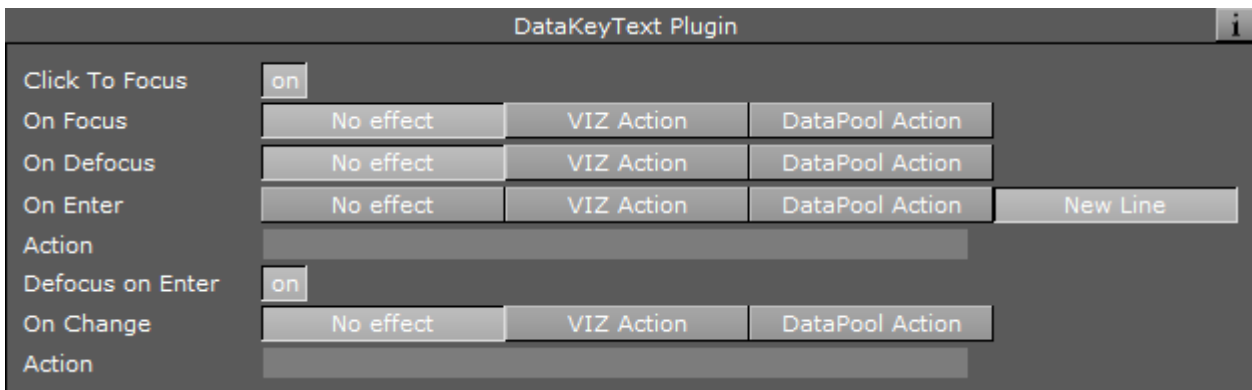 DataKeyText Plugin i
Click To Focus on
On Focus No effect VIZ Action DataPool Action
On Defocus No effect VIZ Action DataPool Action
On Enter No effect VIZ Action DataPool Action New Line
Action
Defocus on Enter on
On Change No effect VIZ Action DataPool Action
Action